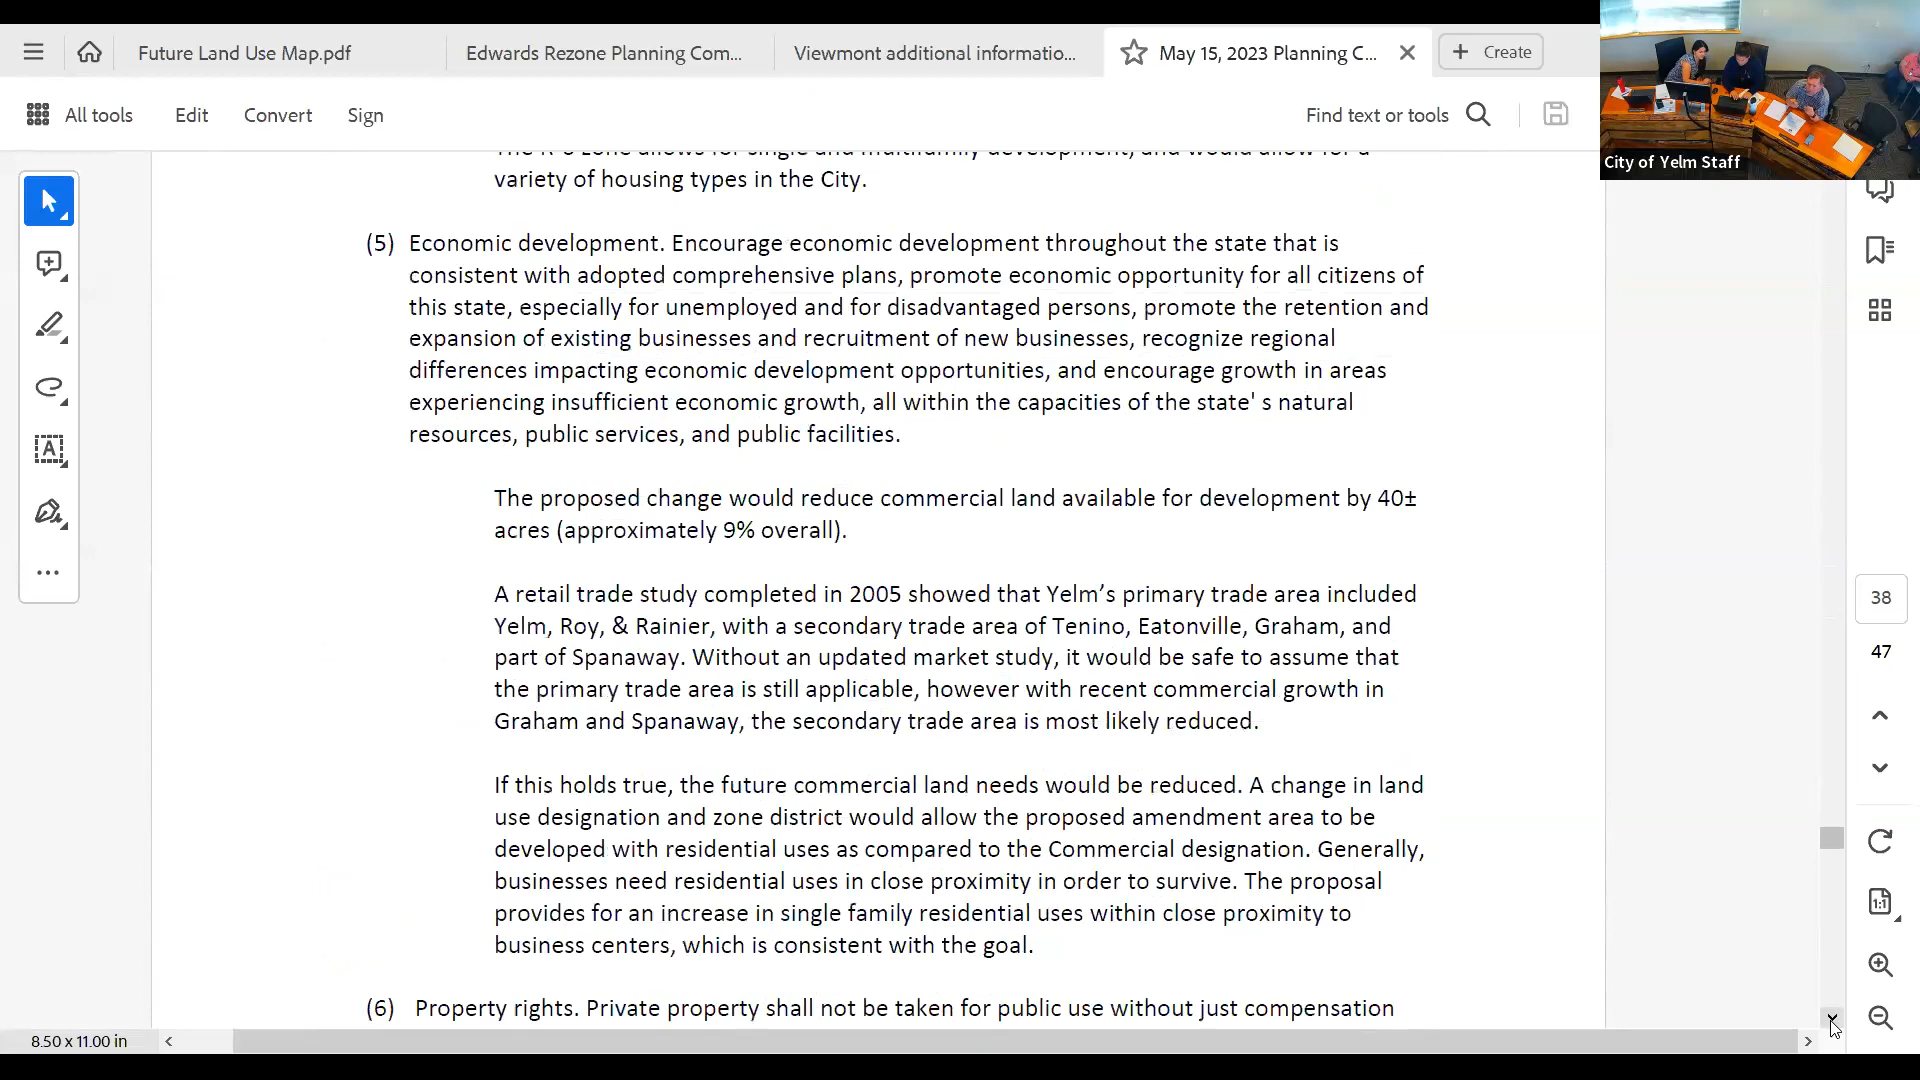 Future Land Use Map.pdf
Edwards Rezone Planning Com...
Viewmont additional informatio...
May 15, 2023 Planning C...
Create
All tools
Edit
Convert
Sign
Find text or tools
City of Yelm Staff
The R-6 zone allows for single and multifamily development, and would allow for a
variety of housing types in the City.
(5) Economic development. Encourage economic development throughout the state that is
consistent with adopted comprehensive plans, promote economic opportunity for all citizens of
this state, especially for unemployed and for disadvantaged persons, promote the retention and
expansion of existing businesses and recruitment of new businesses, recognize regional
differences impacting economic development opportunities, and encourage growth in areas
experiencing insufficient economic growth, all within the capacities of the state' s natural
resources, public services, and public facilities.
The proposed change would reduce commercial land available for development by 40±
acres (approximately 9% overall).
A retail trade study completed in 2005 showed that Yelm’s primary trade area included
Yelm, Roy, & Rainier, with a secondary trade area of Tenino, Eatonville, Graham, and
part of Spanaway. Without an updated market study, it would be safe to assume that
the primary trade area is still applicable, however with recent commercial growth in
Graham and Spanaway, the secondary trade area is most likely reduced.
If this holds true, the future commercial land needs would be reduced. A change in land
use designation and zone district would allow the proposed amendment area to be
developed with residential uses as compared to the Commercial designation. Generally,
businesses need residential uses in close proximity in order to survive. The proposal
provides for an increase in single family residential uses within close proximity to
business centers, which is consistent with the goal.
(6) Property rights. Private property shall not be taken for public use without just compensation
38
47
1:1
8.50 x 11.00 in